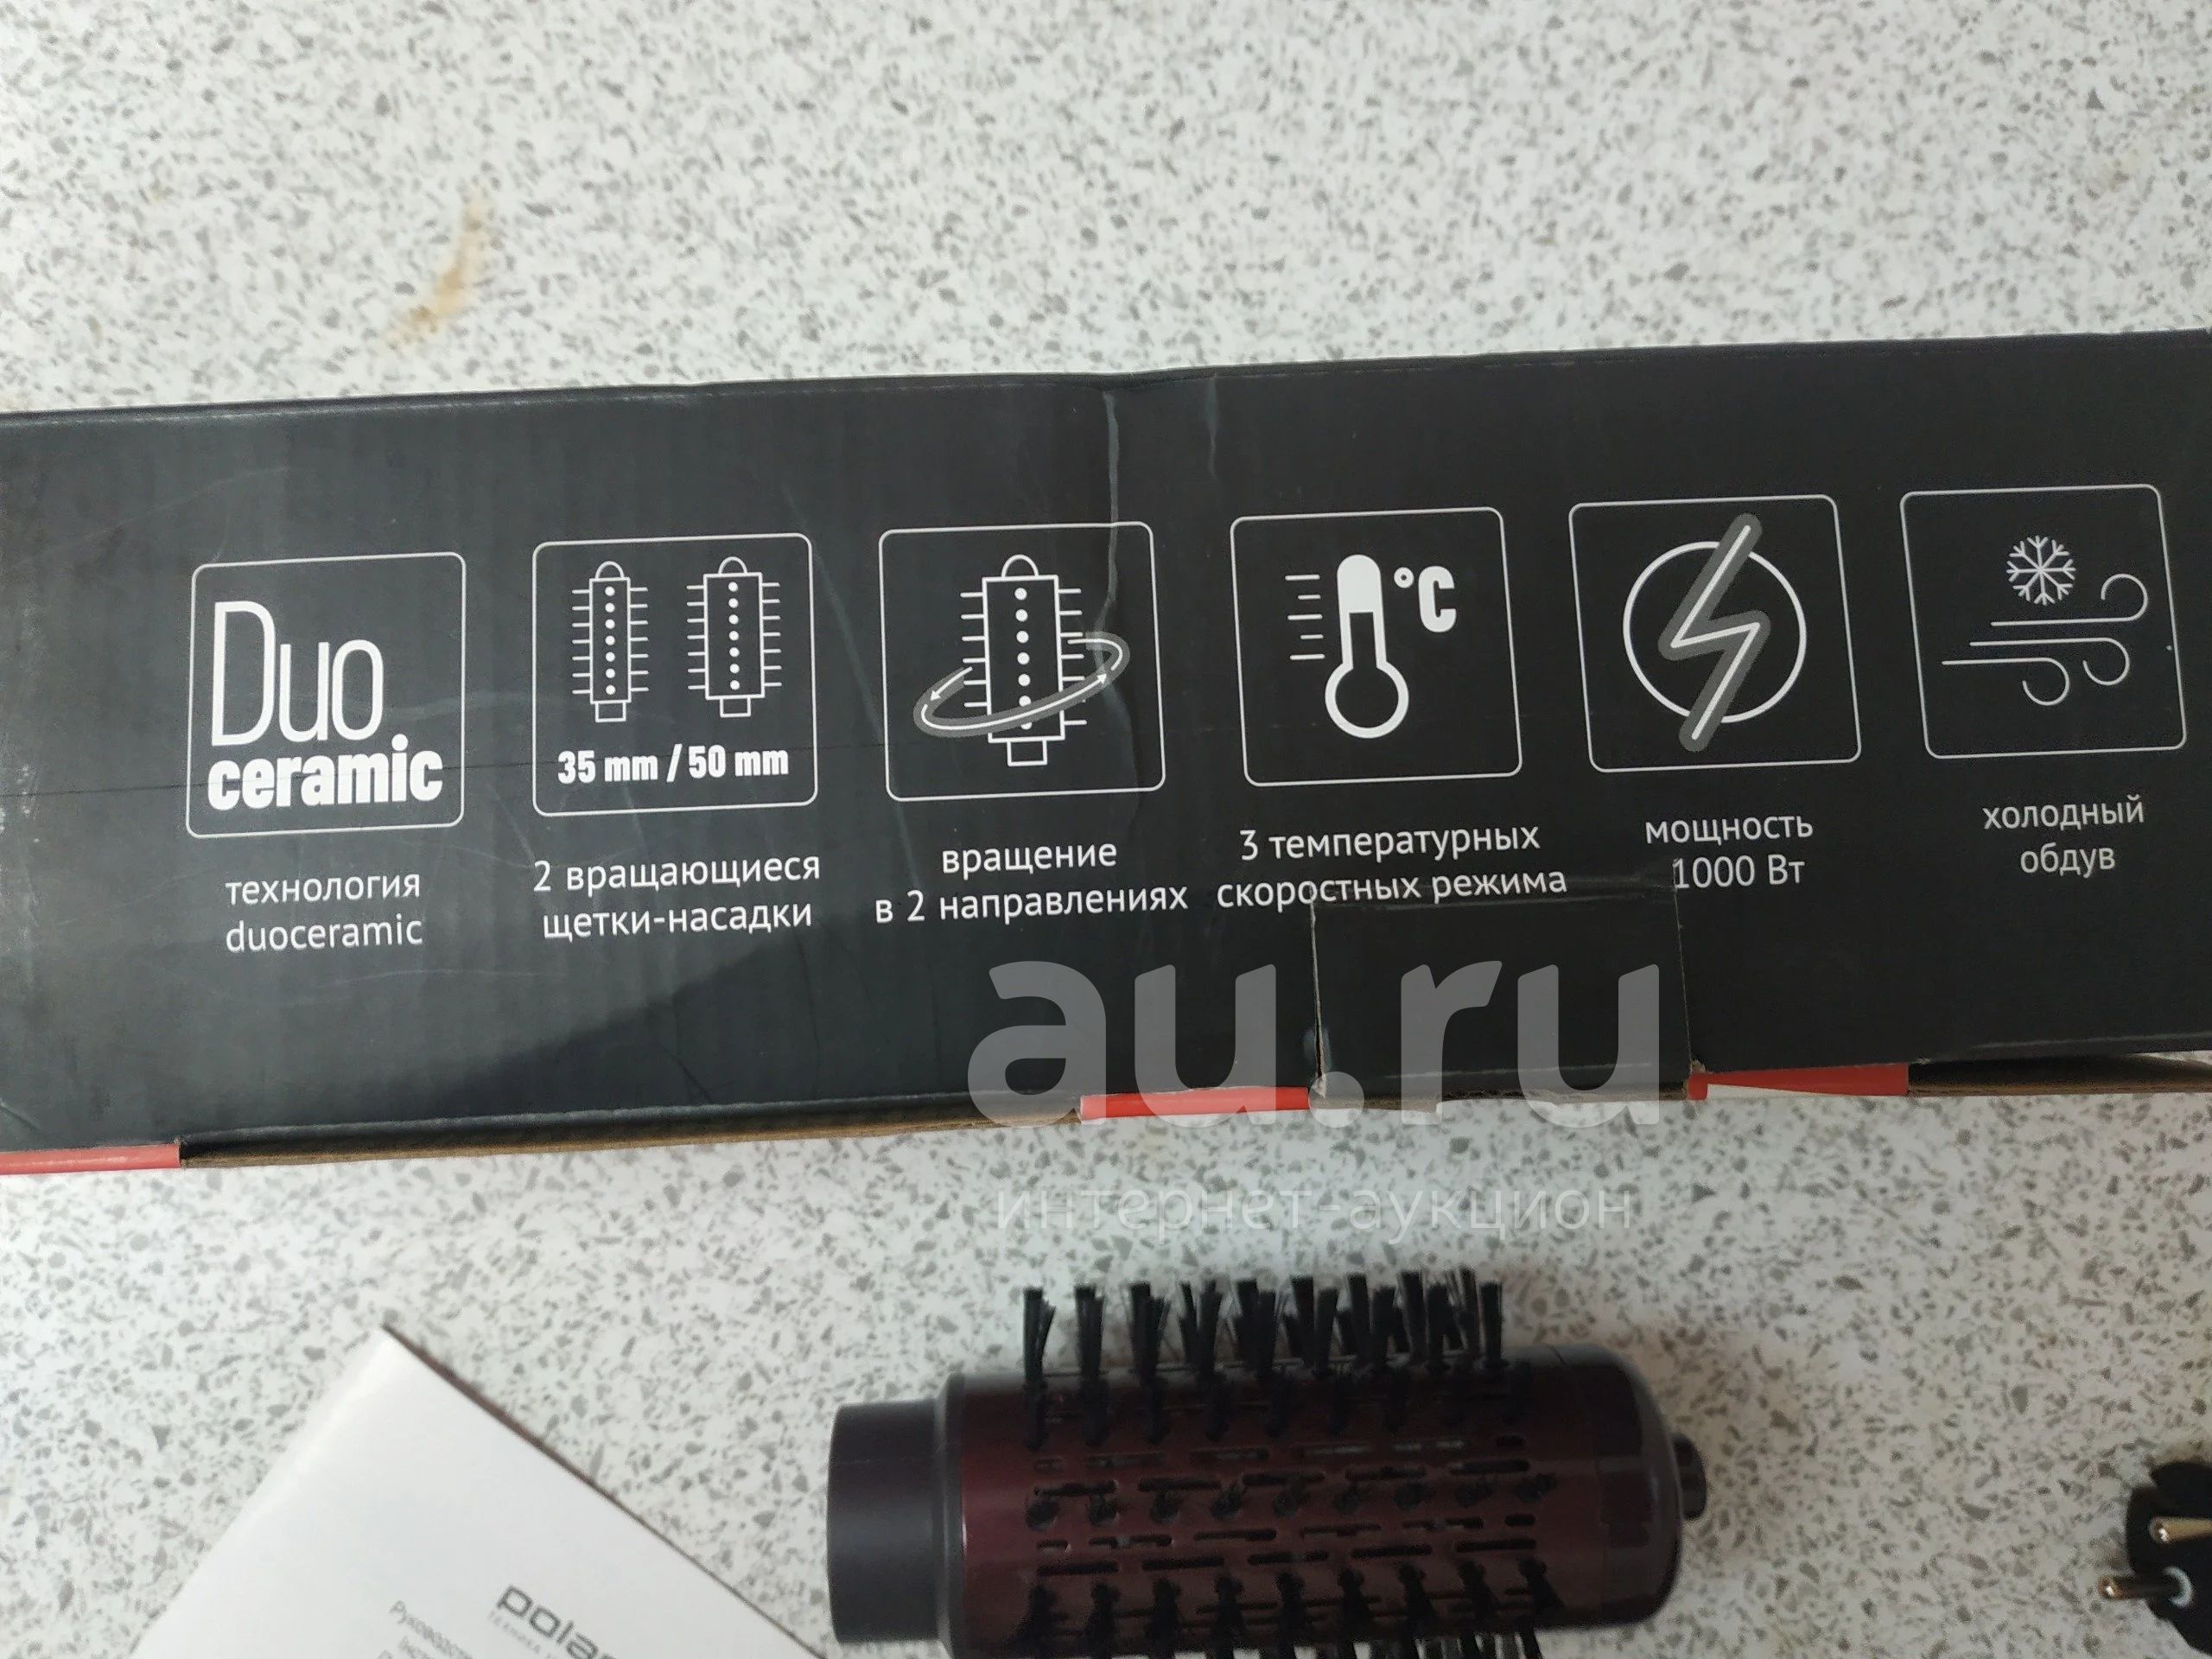 Duo
ceramic
технология
duoceramic
35 mm / 50 mm
2 вращающиеся
щетки-насадки
вращение
в 2 направлениях
°C
3 температурных
скоростных режима
мощность
1000 Вт
холодный
обдув
au.ru
интернет-аукцион